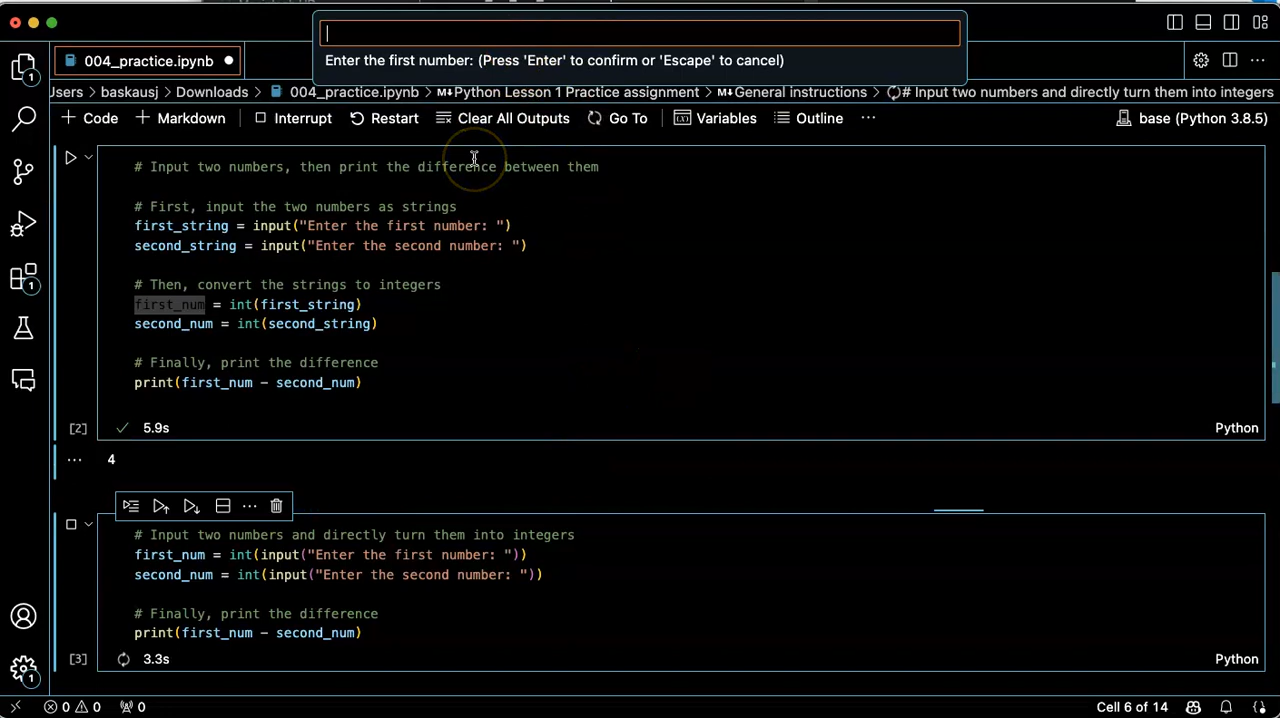 Enter the first number: (Press 'Enter' to confirm or 'Escape' to cancel)
004_practice.ipynb
Users > baskausj > Downloads > 004_practice.ipynb > M↓Python Lesson 1 Practice assignment > M↓General instructions > # Input two numbers and directly turn them into integers
+ Code + Markdown Interrupt Restart Clear All Outputs Go To Variables Outline ... base (Python 3.8.5)
# Input two numbers, then print the difference between them
# First, input the two numbers as strings
first_string = input("Enter the first number: ")
second_string = input("Enter the second number: ")
# Then, convert the strings to integers
first_num = int(first_string)
second_num = int(second_string)
# Finally, print the difference
print(first_num - second_num)
[2] 5.9s Python
... 4
# Input two numbers and directly turn them into integers
first_num = int(input("Enter the first number: "))
second_num = int(input("Enter the second number: "))
# Finally, print the difference
print(first_num - second_num)
[3] 3.3s Python
1
1
1
0 0 0 Cell 6 of 14